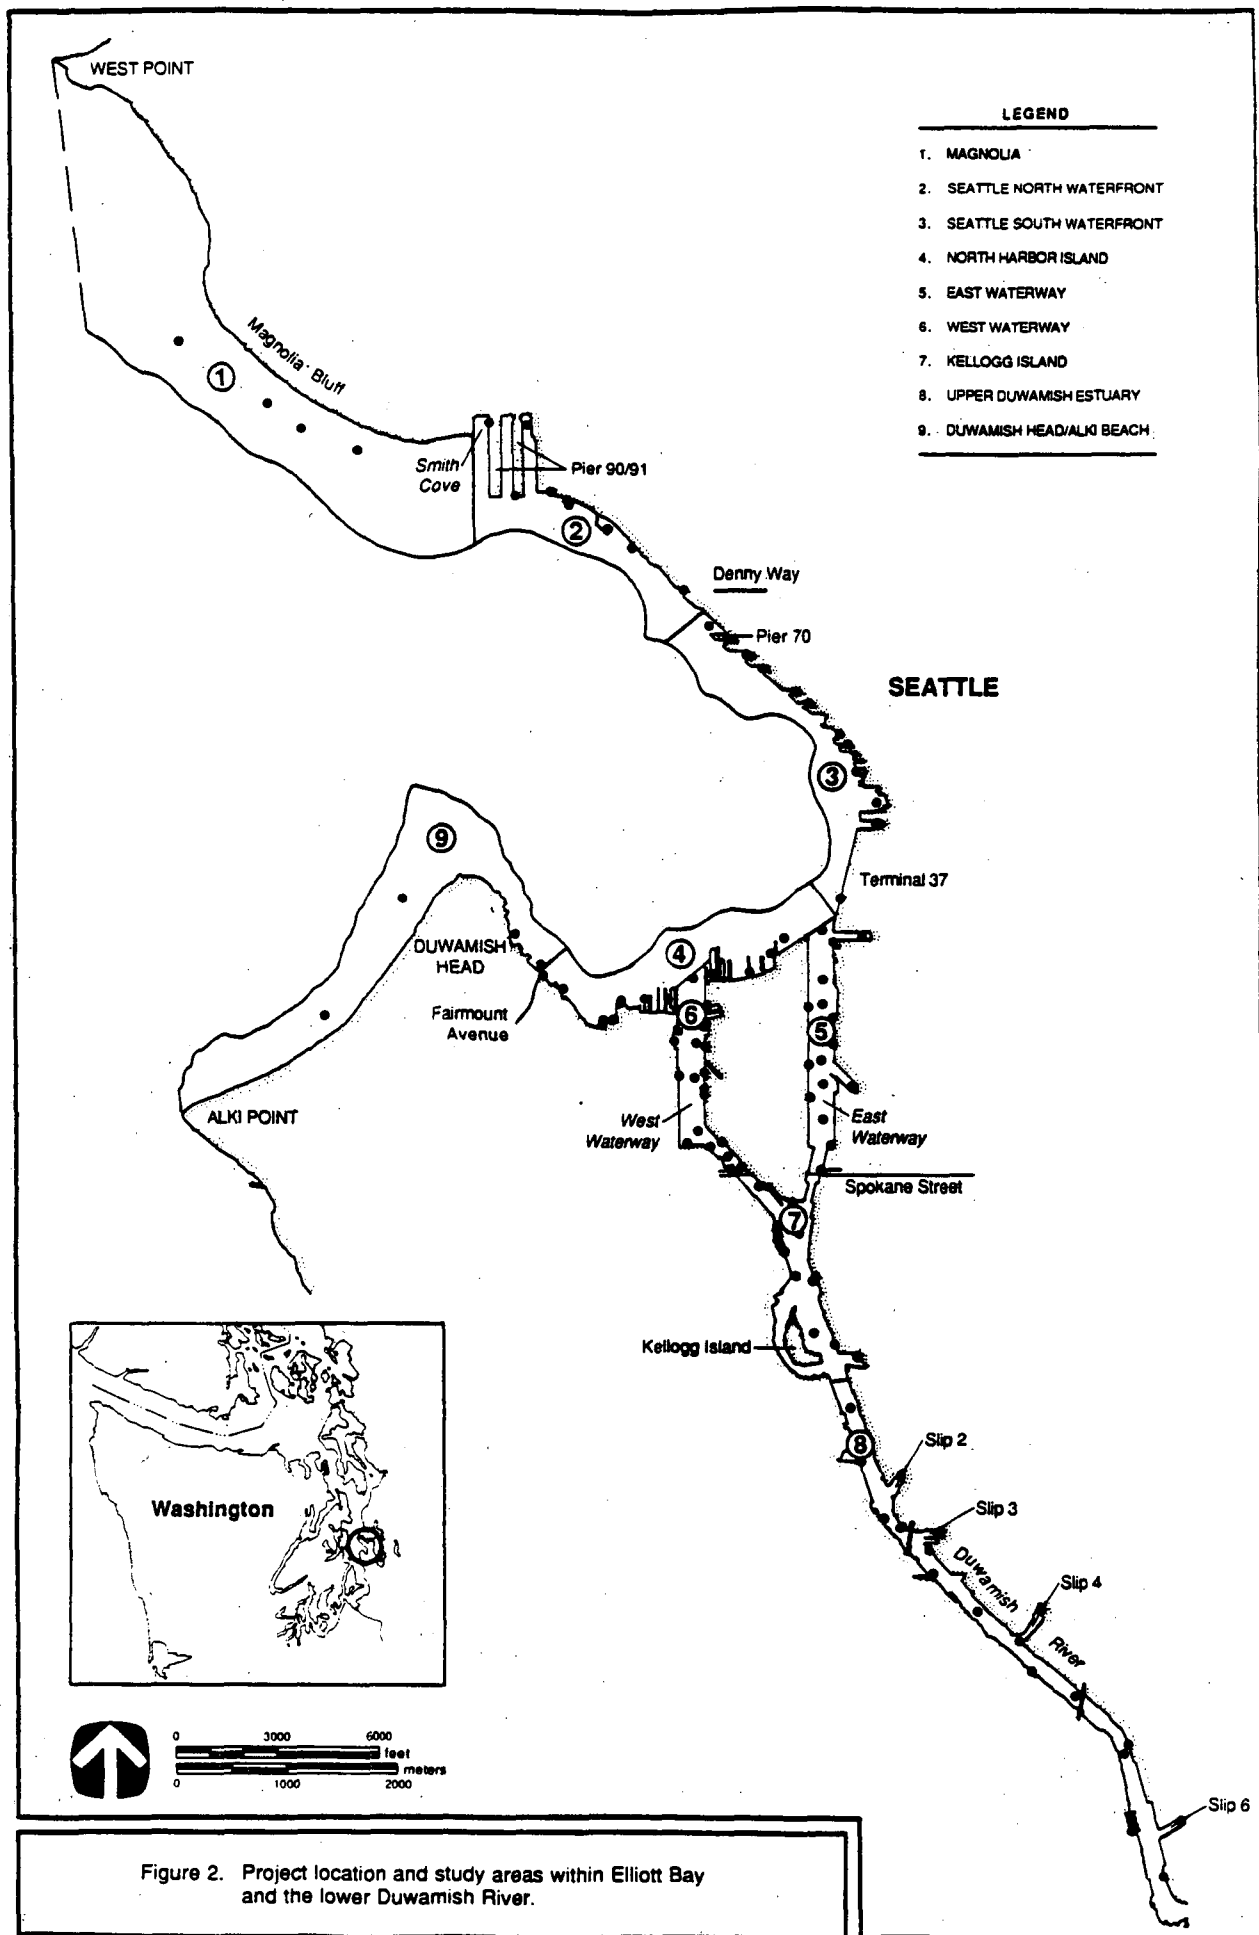 WEST POINT
LEGEND
1. MAGNOLIA
2. SEATTLE NORTH WATERFRONT
3. SEATTLE SOUTH WATERFRONT
4. NORTH HARBOR ISLAND
5. EAST WATERWAY
6. WEST WATERWAY
7. KELLOGG ISLAND
8. UPPER DUWAMISH ESTUARY
9. DUWAMISH HEAD/ALKI BEACH
Magnolia Bluff
1
Smith
Cove
Pier 90/91
2
Denny Way
Pier 70
SEATTLE
3
9
Terminal 37
DUWAMISH
HEAD
4
Fairmount
Avenue
6
5
ALKI POINT
West
Waterway
East
Waterway
Spokane Street
7
Kellogg Island
8
Slip 2
Washington
Slip 3
Duwamish River
Slip 4
0 3000 6000
feet
meters
0 1000 2000
Slip 6
Figure 2. Project location and study areas within Elliott Bay
and the lower Duwamish River.